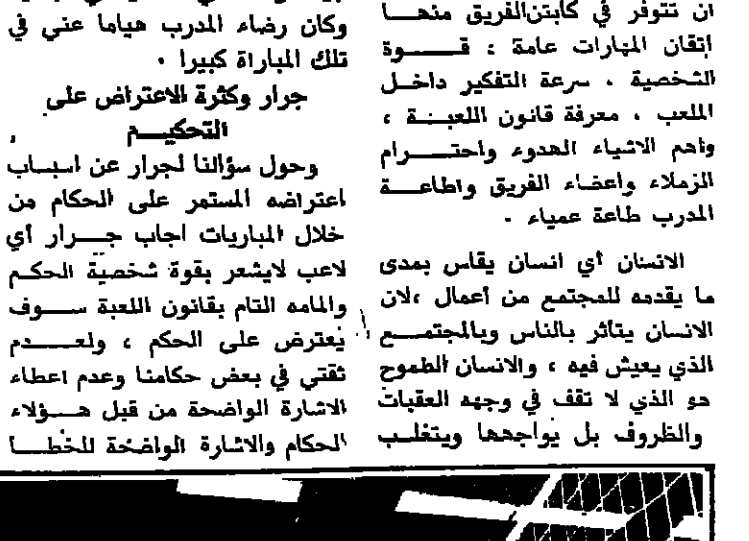 ان تتوفر في كابتن الفريق منها
إتقان المهارات عامة ، قوة
الشخصية ، سرعة التفكير داخل
الملعب ، معرفة قانون اللعبة ،
واهم الاشياء الهدوء واحترام
الزملاء واعضاء الفريق واطاعة
المدرب طاعة عمياء .
الانسان أي انسان يقاس بمدى
ما يقدمه للمجتمع من أعمال ،لان
الانسان يتأثر بالناس وبالمجتمع
الذي يعيش فيه ، والانسان الطموح
هو الذي لا تقف في وجهه العقبات
والظروف بل يواجهها ويتغلب
وكان رضاء المدرب هياما عني في
تلك المباراة كبيرا .
جرار وكثرة الاعتراض على
التحكيم
وحول سؤالنا لجرار عن اسباب
اعتراضه المستمر على الحكام من
خلال المباريات اجاب جرار أي
لاعب لايشعر بقوة شخصية الحكم
والمامه التام بقانون اللعبة سوف
يعترض على الحكم ، ولعدم
ثقتي في بعض حكامنا وعدم اعطاء
الاشارة الواضحة من قبل هؤلاء
الحكام والاشارة الواضحة للخطأ